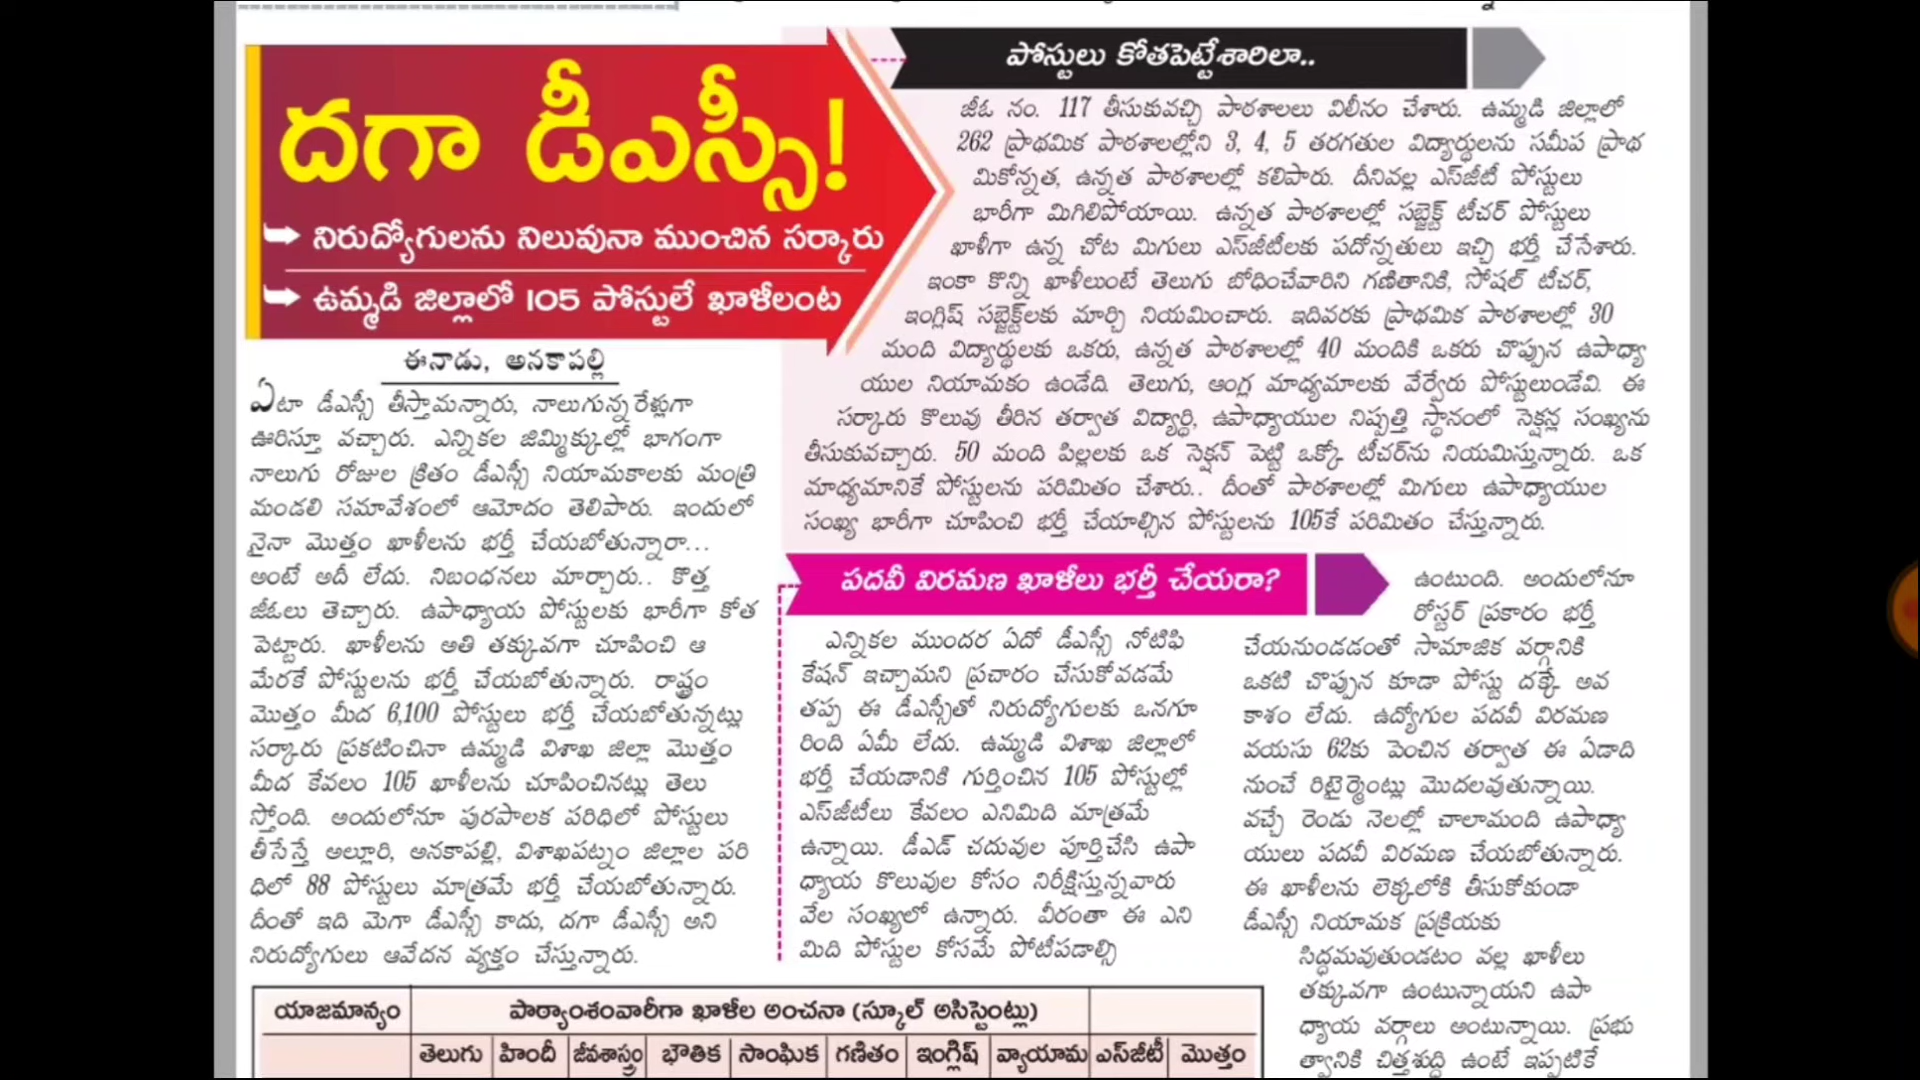 దగా డీఎస్సీ!
నిరుద్యోగులను నిలువునా ముంచిన సర్కారు
ఉమ్మడి జిల్లాలో 105 పోస్టులే ఖాళీలంట
ఈనాడు, అనకాపల్లి
ఏటా డీఎస్సీ తీస్తామన్నారు, నాలుగున్నరేళ్లుగా
ఊరిస్తూ వచ్చారు. ఎన్నికల జిమ్మిక్కుల్లో భాగంగా
నాలుగు రోజుల క్రితం డీఎస్సీ నియామకాలకు మంత్రి
మండలి సమావేశంలో ఆమోదం తెలిపారు. ఇందులో
నైనా మొత్తం ఖాళీలను భర్తీ చేయబోతున్నారా...
అంటే అదీ లేదు. నిబంధనలు మార్చారు.. కొత్త
జీఓలు తెచ్చారు. ఉపాధ్యాయ పోస్టులకు భారీగా కోత
పెట్టారు. ఖాళీలను అతి తక్కువగా చూపించి ఆ
మేరకే పోస్టులను భర్తీ చేయబోతున్నారు. రాష్ట్రం
మొత్తం మీద 6,100 పోస్టులు భర్తీ చేయబోతున్నట్లు
సర్కారు ప్రకటించినా ఉమ్మడి విశాఖ జిల్లా మొత్తం
మీద కేవలం 105 ఖాళీలను చూపించినట్లు తెలు
స్తోంది. అందులోనూ పురపాలక పరిధిలో పోస్టులు
తీసేస్తే అల్లూరి, అనకాపల్లి, విశాఖపట్నం జిల్లాల పరి
ధిలో 88 పోస్టులు మాత్రమే భర్తీ చేయబోతున్నారు.
దీంతో ఇది మెగా డీఎస్సీ కాదు, దగా డీఎస్సీ అని
నిరుద్యోగులు ఆవేదన వ్యక్తం చేస్తున్నారు.
పోస్టులు కోతపెట్టేశారిలా..
జీఓ నం. 117 తీసుకువచ్చి పాఠశాలలు విలీనం చేశారు. ఉమ్మడి జిల్లాలో
262 ప్రాథమిక పాఠశాలల్లోని 3, 4, 5 తరగతుల విద్యార్థులను సమీప ప్రాథ
మికోన్నత, ఉన్నత పాఠశాలల్లో కలిపారు. దీనివల్ల ఎస్‌జీటీ పోస్టులు
భారీగా మిగిలిపోయాయి. ఉన్నత పాఠశాలల్లో సబ్జెక్ట్ టీచర్ పోస్టులు
ఖాళీగా ఉన్న చోట మిగులు ఎస్‌జీటీలకు పదోన్నతులు ఇచ్చి భర్తీ చేసేశారు.
ఇంకా కొన్ని ఖాళీలుంటే తెలుగు బోధించేవారిని గణితానికి, సోషల్ టీచర్,
ఇంగ్లిష్ సబ్జెక్ట్‌లకు మార్చి నియమించారు. ఇదివరకు ప్రాథమిక పాఠశాలల్లో 30
మంది విద్యార్థులకు ఒకరు, ఉన్నత పాఠశాలల్లో 40 మందికి ఒకరు చొప్పున ఉపాధ్యా
యుల నియామకం ఉండేది. తెలుగు, ఆంగ్ల మాధ్యమాలకు వేర్వేరు పోస్టులుండేవి. ఈ
సర్కారు కొలువు తీరిన తర్వాత విద్యార్థి, ఉపాధ్యాయుల నిష్పత్తి స్థానంలో సెక్షన్ల సంఖ్యను
తీసుకువచ్చారు. 50 మంది పిల్లలకు ఒక సెక్షన్ పెట్టి ఒక్కో టీచర్‌ను నియమిస్తున్నారు. ఒక
మాధ్యమానికే పోస్టులను పరిమితం చేశారు.. దీంతో పాఠశాలల్లో మిగులు ఉపాధ్యాయుల
సంఖ్య భారీగా చూపించి భర్తీ చేయాల్సిన పోస్టులను 105కే పరిమితం చేస్తున్నారు.
పదవీ విరమణ ఖాళీలు భర్తీ చేయరా?
ఎన్నికల ముందర ఏదో డీఎస్సీ నోటిఫి
కేషన్ ఇచ్చామని ప్రచారం చేసుకోవడమే
తప్ప ఈ డీఎస్సీతో నిరుద్యోగులకు ఒనగూ
రింది ఏమీ లేదు. ఉమ్మడి విశాఖ జిల్లాలో
భర్తీ చేయడానికి గుర్తించిన 105 పోస్టుల్లో
ఎస్‌జీటీలు కేవలం ఎనిమిది మాత్రమే
ఉన్నాయి. డీఎడ్ చదువుల పూర్తిచేసి ఉపా
ధ్యాయ కొలువుల కోసం నిరీక్షిస్తున్నవారు
వేల సంఖ్యలో ఉన్నారు. వీరంతా ఈ ఎని
మిది పోస్టుల కోసమే పోటీపడాల్సి
ఉంటుంది. అందులోనూ
రోస్టర్ ప్రకారం భర్తీ
చేయనుండడంతో సామాజిక వర్గానికి
ఒకటి చొప్పున కూడా పోస్టు దక్కే అవ
కాశం లేదు. ఉద్యోగుల పదవీ విరమణ
వయసు 62కు పెంచిన తర్వాత ఈ ఏడాది
నుంచే రిటైర్మెంట్లు మొదలవుతున్నాయి.
వచ్చే రెండు నెలల్లో చాలామంది ఉపాధ్యా
యులు పదవీ విరమణ చేయబోతున్నారు.
ఈ ఖాళీలను లెక్కలోకి తీసుకోకుండా
డీఎస్సీ నియామక ప్రక్రియకు
సిద్ధమవుతుండటం వల్ల ఖాళీలు
తక్కువగా ఉంటున్నాయని ఉపా
ధ్యాయ వర్గాలు అంటున్నాయి. ప్రభు
త్వానికి చిత్తశుద్ధి ఉంటే ఇప్పటికే
యాజమాన్యం పాఠ్యాంశంవారీగా ఖాళీల అంచనా (స్కూల్ అసిస్టెంట్లు)
తెలుగు హిందీ జీవశాస్త్రం భౌతిక సాంఘిక గణితం ఇంగ్లిష్ వ్యాయామ ఎస్‌జీటీ మొత్తం